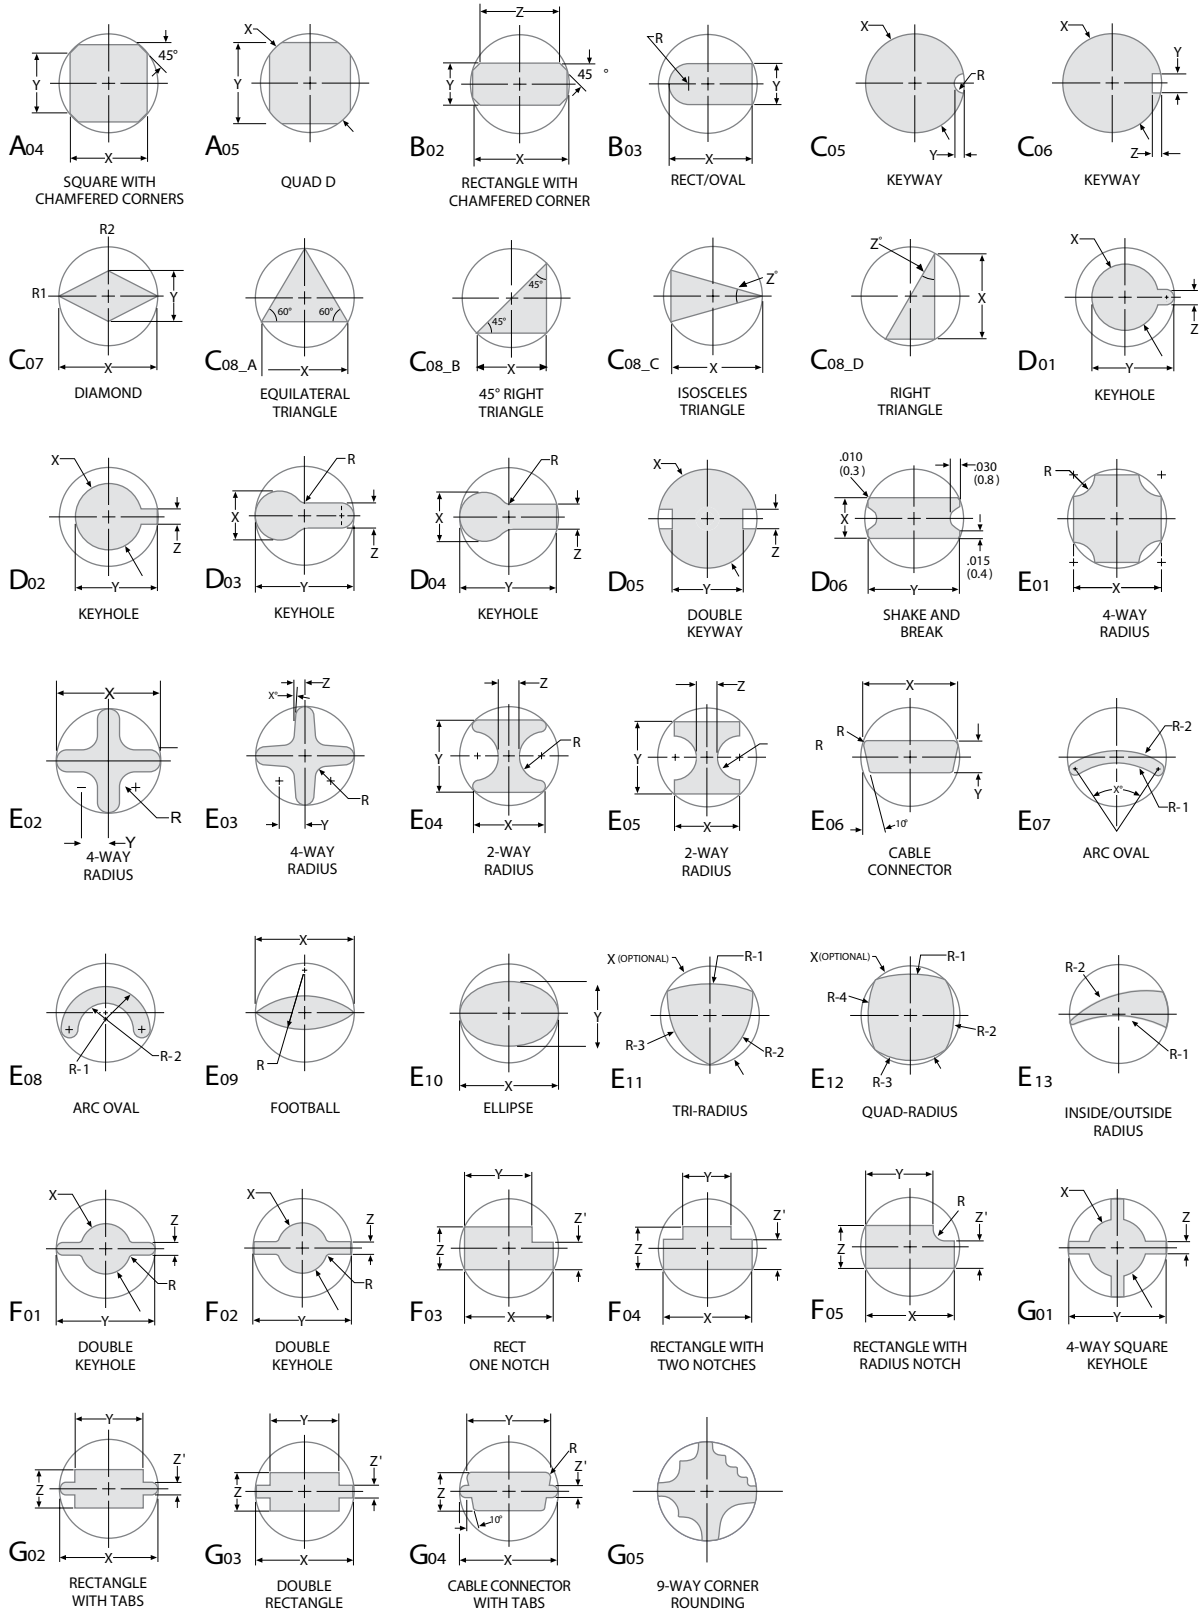 X
Y
45°
A04
X
SQUARE WITH
CHAMFERED CORNERS
X
Y
A05
QUAD D
Z
Y
45 °
B02
X
RECTANGLE WITH
CHAMFERED CORNER
R
Y
B03
X
RECT/OVAL
X
R
C05
Y
KEYWAY
X
Y
C06
Z
KEYWAY
R2
R1
Y
C07
X
DIAMOND
60°
60°
C08_A
X
EQUILATERAL
TRIANGLE
45°
45°
C08_B
X
45° RIGHT
TRIANGLE
Z°
C08_C
X
ISOSCELES
TRIANGLE
Z°
X
C08_D
RIGHT
TRIANGLE
X
Z
D01
Y
KEYHOLE
X
Z
D02
Y
KEYHOLE
R
X
Z
D03
Y
KEYHOLE
R
X
Z
D04
Y
KEYHOLE
X
Z
D05
Y
DOUBLE
KEYWAY
.010
(0.3)
.030
(0.8)
X
.015
(0.4)
D06
Y
SHAKE AND
BREAK
R
E01
X
4-WAY
RADIUS
X
E02
R
Y
4-WAY
RADIUS
Z
X°
R
E03
Y
4-WAY
RADIUS
Z
R
Y
E04
X
2-WAY
RADIUS
Z
Y
E05
X
2-WAY
RADIUS
X
R
R
Y
E06
10°
CABLE
CONNECTOR
R-2
X°
R-1
E07
ARC OVAL
R-2
R-1
E08
ARC OVAL
X
R
E09
FOOTBALL
Y
E10
X
ELLIPSE
X (OPTIONAL)
R-1
R-3
R-2
E11
TRI-RADIUS
X (OPTIONAL)
R-1
R-4
R-2
E12
R-3
QUAD-RADIUS
R-2
R-1
E13
INSIDE/OUTSIDE
RADIUS
X
Z
R
F01
Y
DOUBLE
KEYHOLE
X
Z
R
F02
Y
DOUBLE
KEYHOLE
Y
Z'
Z
F03
X
RECT
ONE NOTCH
Y
Z'
Z
F04
X
RECTANGLE WITH
TWO NOTCHES
Y
R
Z'
Z
F05
X
RECTANGLE WITH
RADIUS NOTCH
X
Z
G01
Y
4-WAY SQUARE
KEYHOLE
Y
Z'
Z
G02
X
RECTANGLE
WITH TABS
Y
Z'
Z
G03
X
DOUBLE
RECTANGLE
Y
R
Z'
Z
10°
G04
X
CABLE CONNECTOR
WITH TABS
G05
9-WAY CORNER
ROUNDING